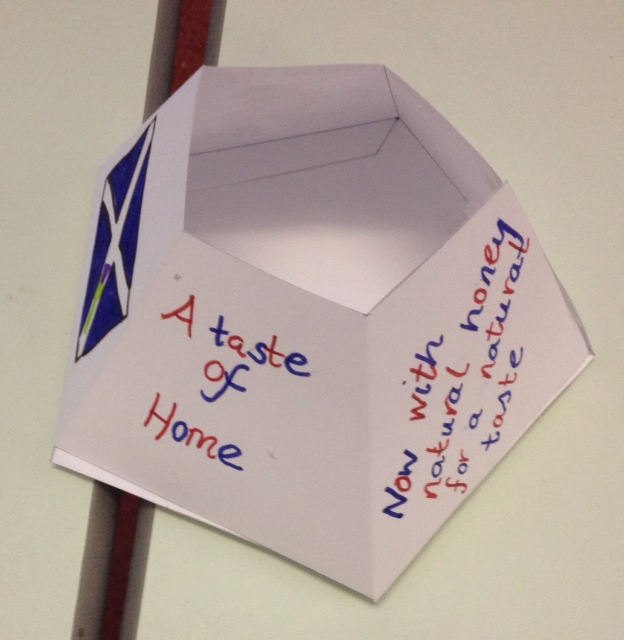 A taste
of
Home
Now with
natural honey
for a natural
taste